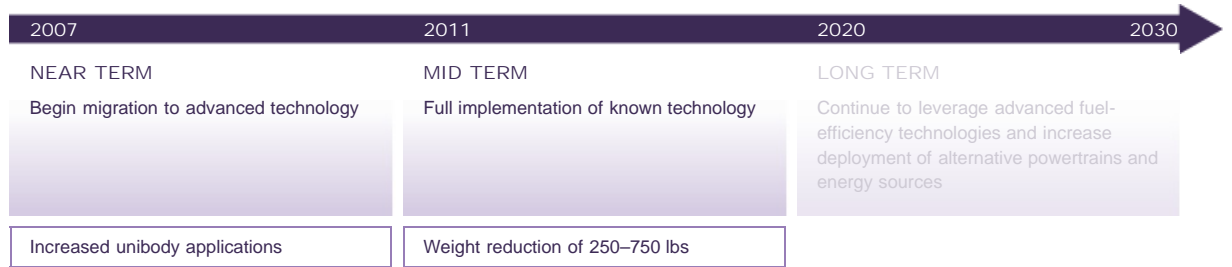 2007 2011 2020 2030
NEAR TERM
Begin migration to advanced technology
MID TERM
Full implementation of known technology
LONG TERM
Continue to leverage advanced fuel-
efficiency technologies and increase
deployment of alternative powertrains and
energy sources
Increased unibody applications
Weight reduction of 250–750 lbs